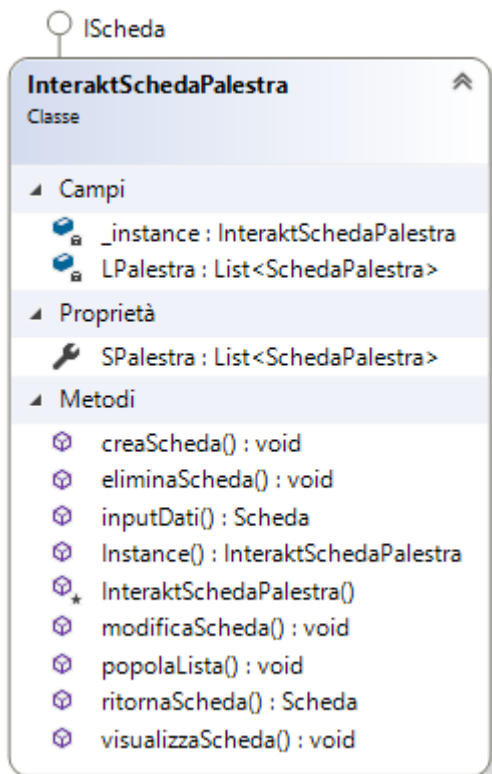 IScheda
InteraktSchedaPalestra
Classe
Campi
_instance : InteraktSchedaPalestra
LPalestra : List<SchedaPalestra>
Proprietà
SPalestra : List<SchedaPalestra>
Metodi
creaScheda() : void
eliminaScheda() : void
inputDati() : Scheda
Instance() : InteraktSchedaPalestra
InteraktSchedaPalestra()
modificaScheda() : void
popolaLista() : void
ritornaScheda() : Scheda
visualizzaScheda() : void